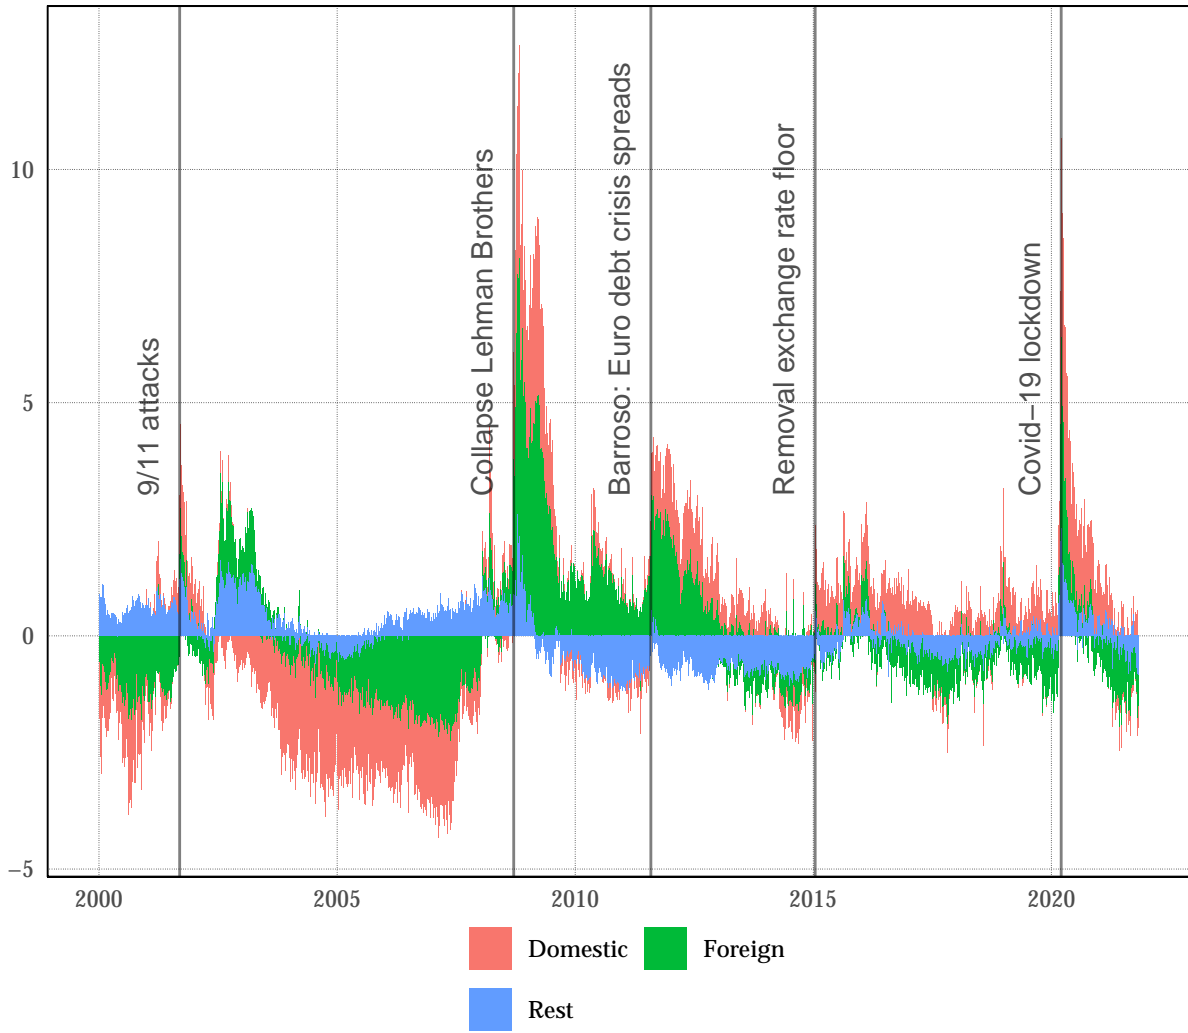 10
5
0
−5
9/11 attacks
Collapse Lehman Brothers
Barroso: Euro debt crisis spreads
Removal exchange rate floor
Covid−19 lockdown
2000 2005 2010 2015 2020
Domestic Foreign
Rest